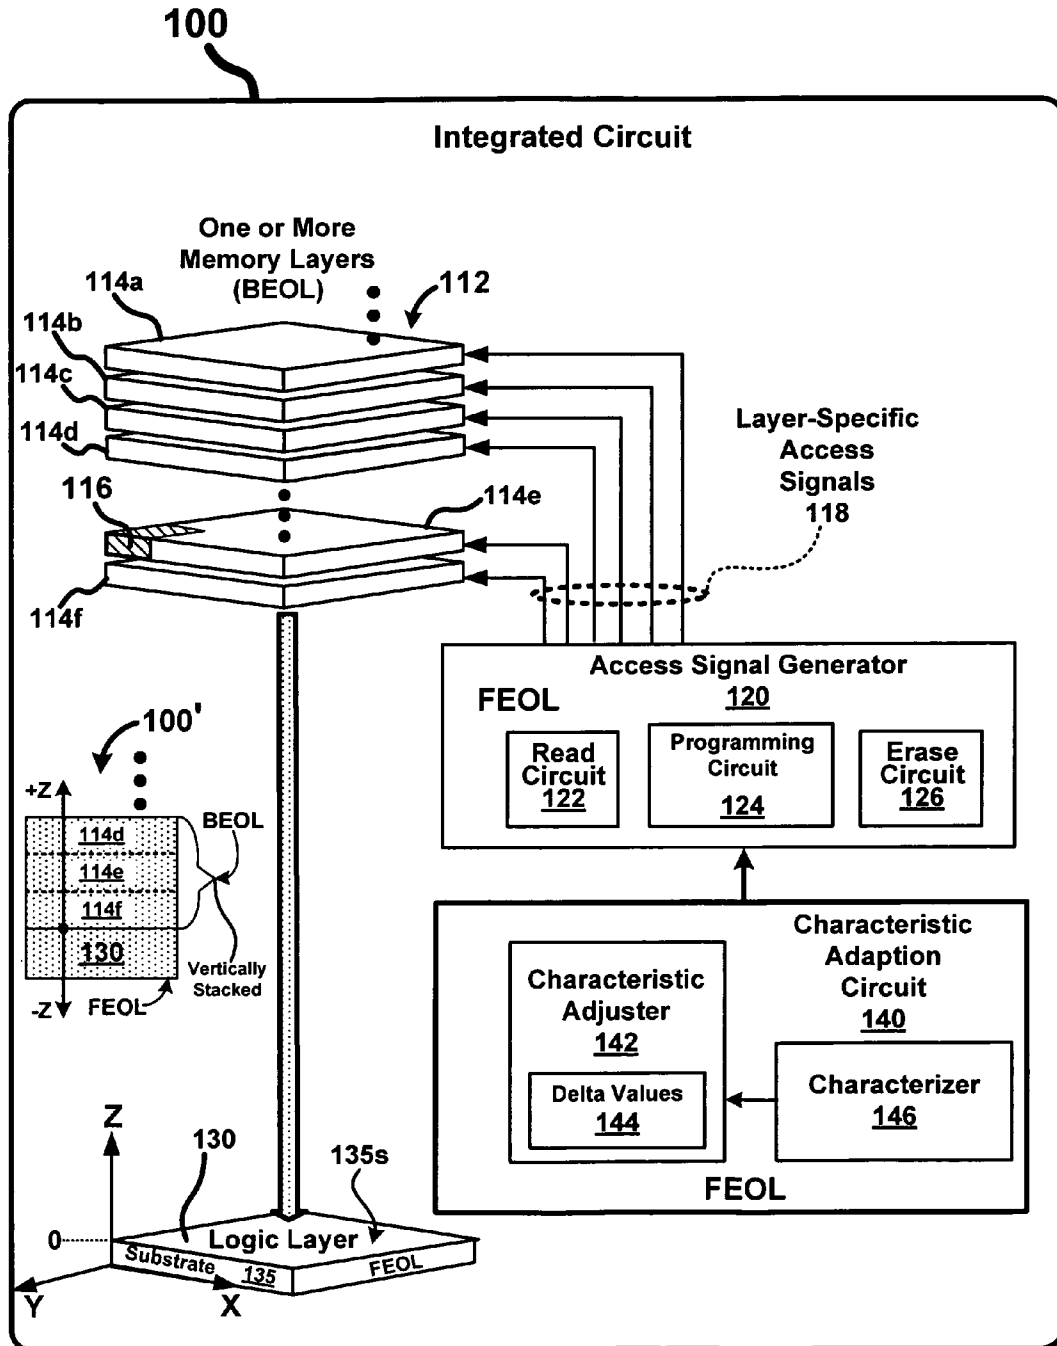 100
Integrated Circuit
One or More
Memory Layers
(BEOL)
112
114a
114b
114c
114d
116
114e
114f
Layer-Specific
Access
Signals
118
Access Signal Generator
120
FEOL
Read
Circuit
122
Programming
Circuit
124
Erase
Circuit
126
100'
+Z
114d
114e
114f
130
-Z
BEOL
Vertically
Stacked
FEOL
Characteristic
Adaption
Circuit
140
Characteristic
Adjuster
142
Delta Values
144
Characterizer
146
FEOL
Z
130
135s
0
Logic Layer
Substrate
135
FEOL
Y
X